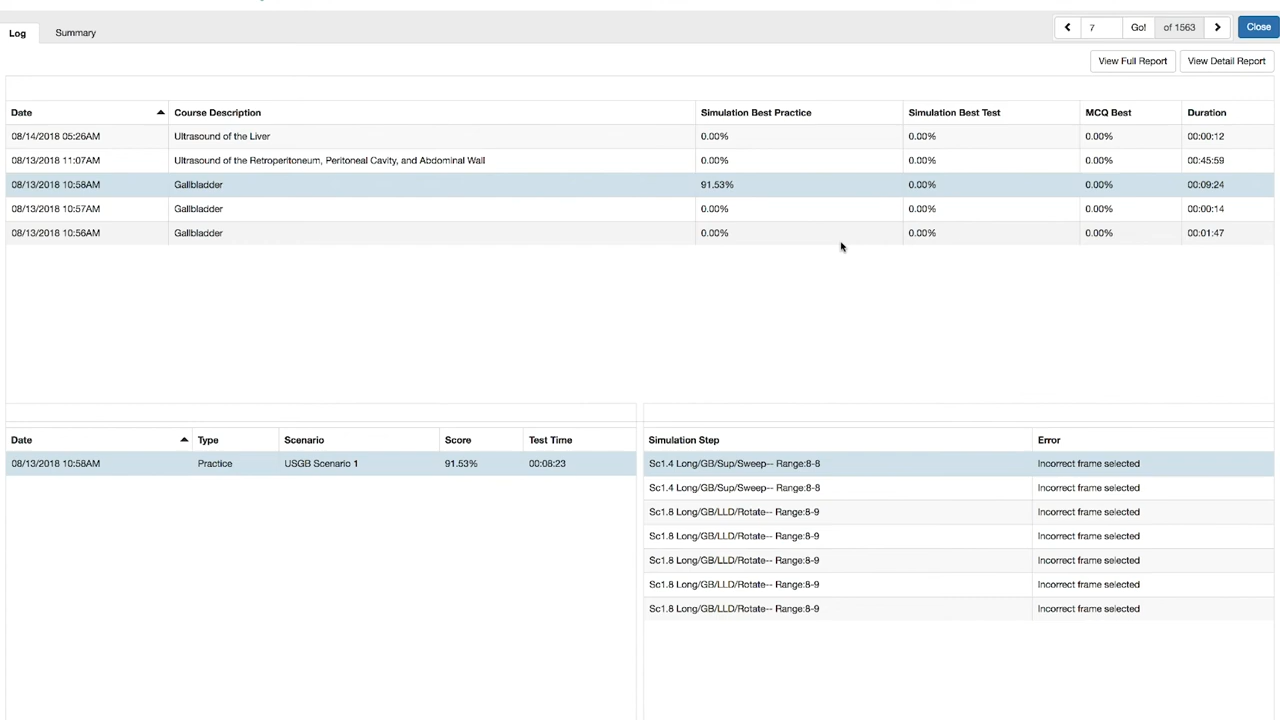 Log Summary 7 Go! of 1563 Close
View Full Report View Detail Report
Date Course Description Simulation Best Practice Simulation Best Test MCQ Best Duration
08/14/2018 05:26AM Ultrasound of the Liver 0.00% 0.00% 0.00% 00:00:12
08/13/2018 11:07AM Ultrasound of the Retroperitoneum, Peritoneal Cavity, and Abdominal Wall 0.00% 0.00% 0.00% 00:45:59
08/13/2018 10:58AM Gallbladder 91.53% 0.00% 0.00% 00:09:24
08/13/2018 10:57AM Gallbladder 0.00% 0.00% 0.00% 00:00:14
08/13/2018 10:56AM Gallbladder 0.00% 0.00% 0.00% 00:01:47
Date Type Scenario Score Test Time
08/13/2018 10:58AM Practice USGB Scenario 1 91.53% 00:08:23
Simulation Step Error
Sc1.4 Long/GB/Sup/Sweep-- Range:8-8 Incorrect frame selected
Sc1.4 Long/GB/Sup/Sweep-- Range:8-8 Incorrect frame selected
Sc1.8 Long/GB/LLD/Rotate-- Range:8-9 Incorrect frame selected
Sc1.8 Long/GB/LLD/Rotate-- Range:8-9 Incorrect frame selected
Sc1.8 Long/GB/LLD/Rotate-- Range:8-9 Incorrect frame selected
Sc1.8 Long/GB/LLD/Rotate-- Range:8-9 Incorrect frame selected
Sc1.8 Long/GB/LLD/Rotate-- Range:8-9 Incorrect frame selected